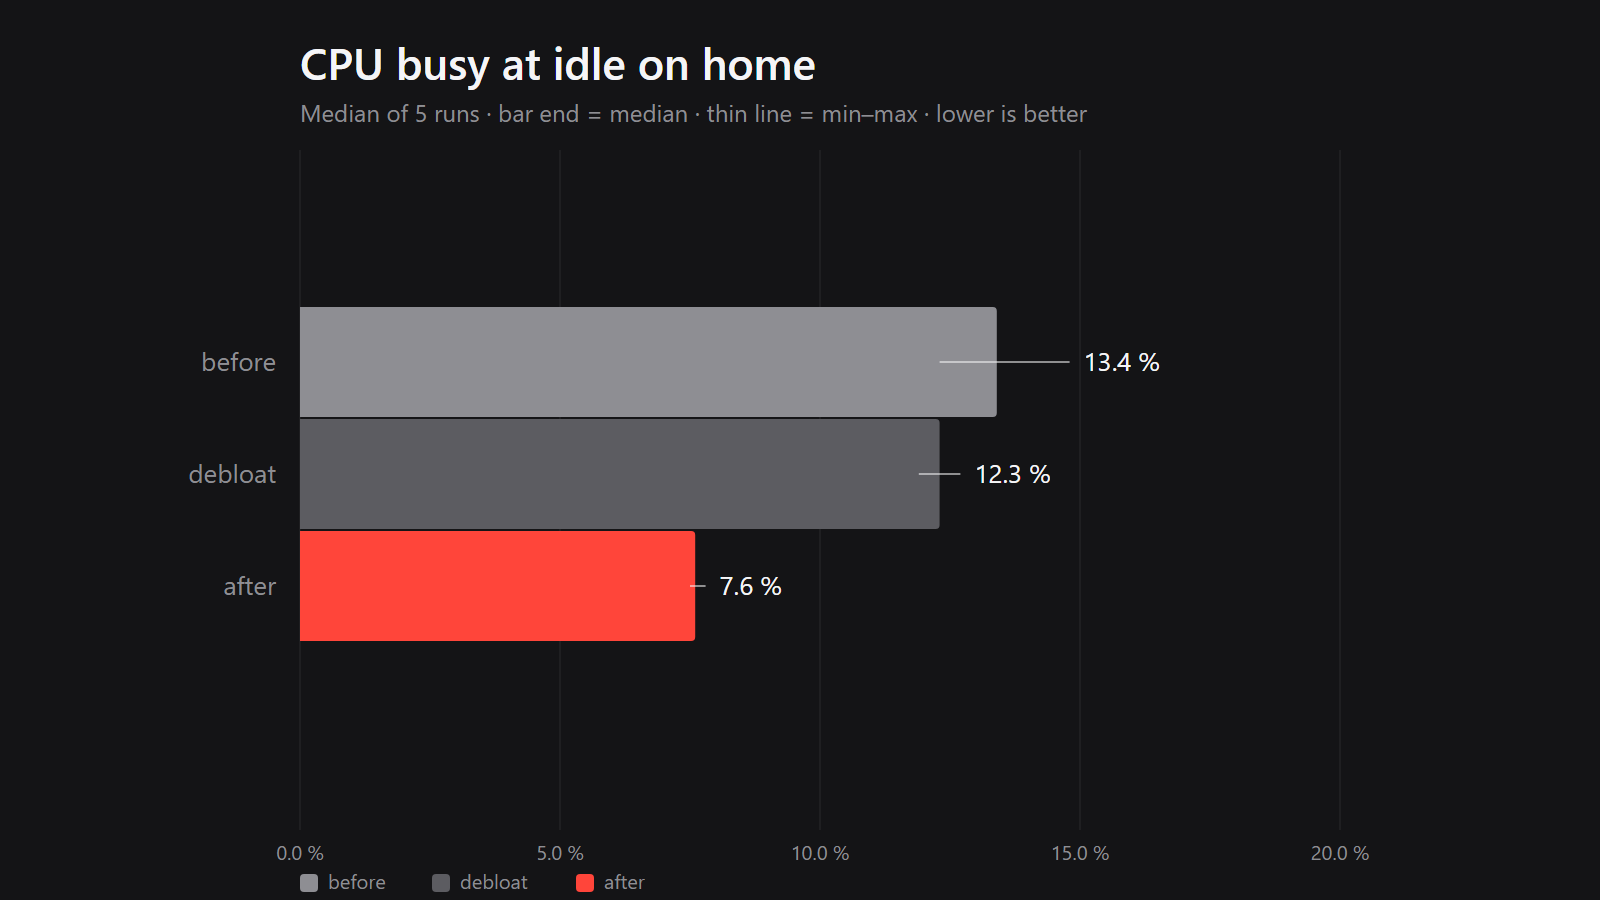 CPU busy at idle on home
Median of 5 runs · bar end = median · thin line = min–max · lower is better
before
13.4 %
debloat
12.3 %
after
7.6 %
0.0 %
5.0 %
10.0 %
15.0 %
20.0 %
before
debloat
after